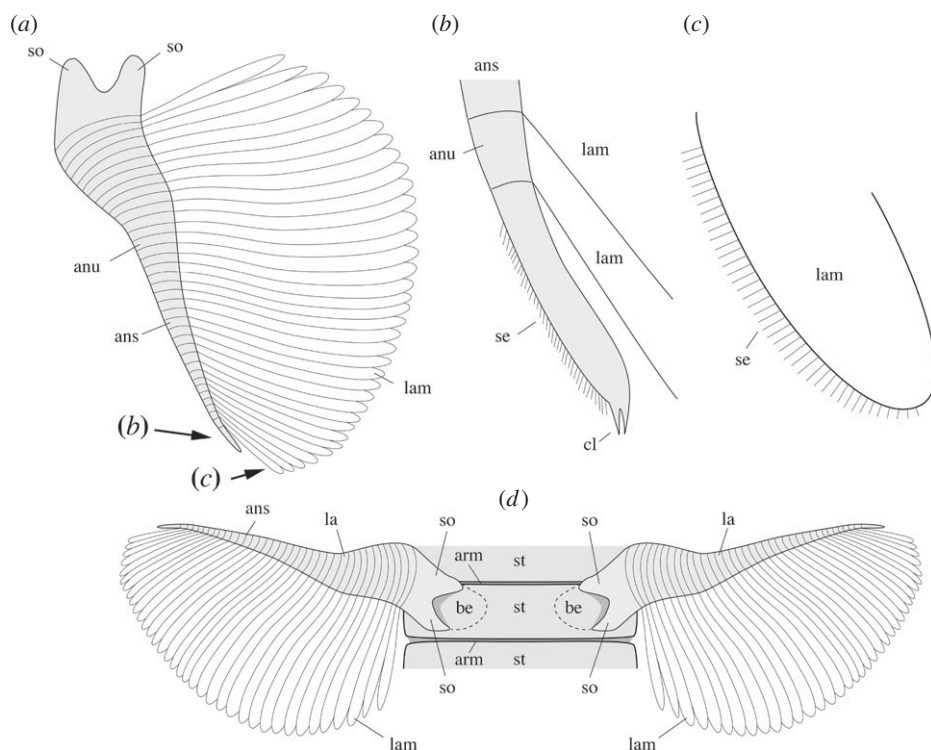 (a)
so so
anu
ans
lam
(b)
(c)
(b)
ans
anu
lam
lam
se
cl
(c)
lam
se
(d)
ans la so so la
arm st
be st be
arm st
so so
lam lam